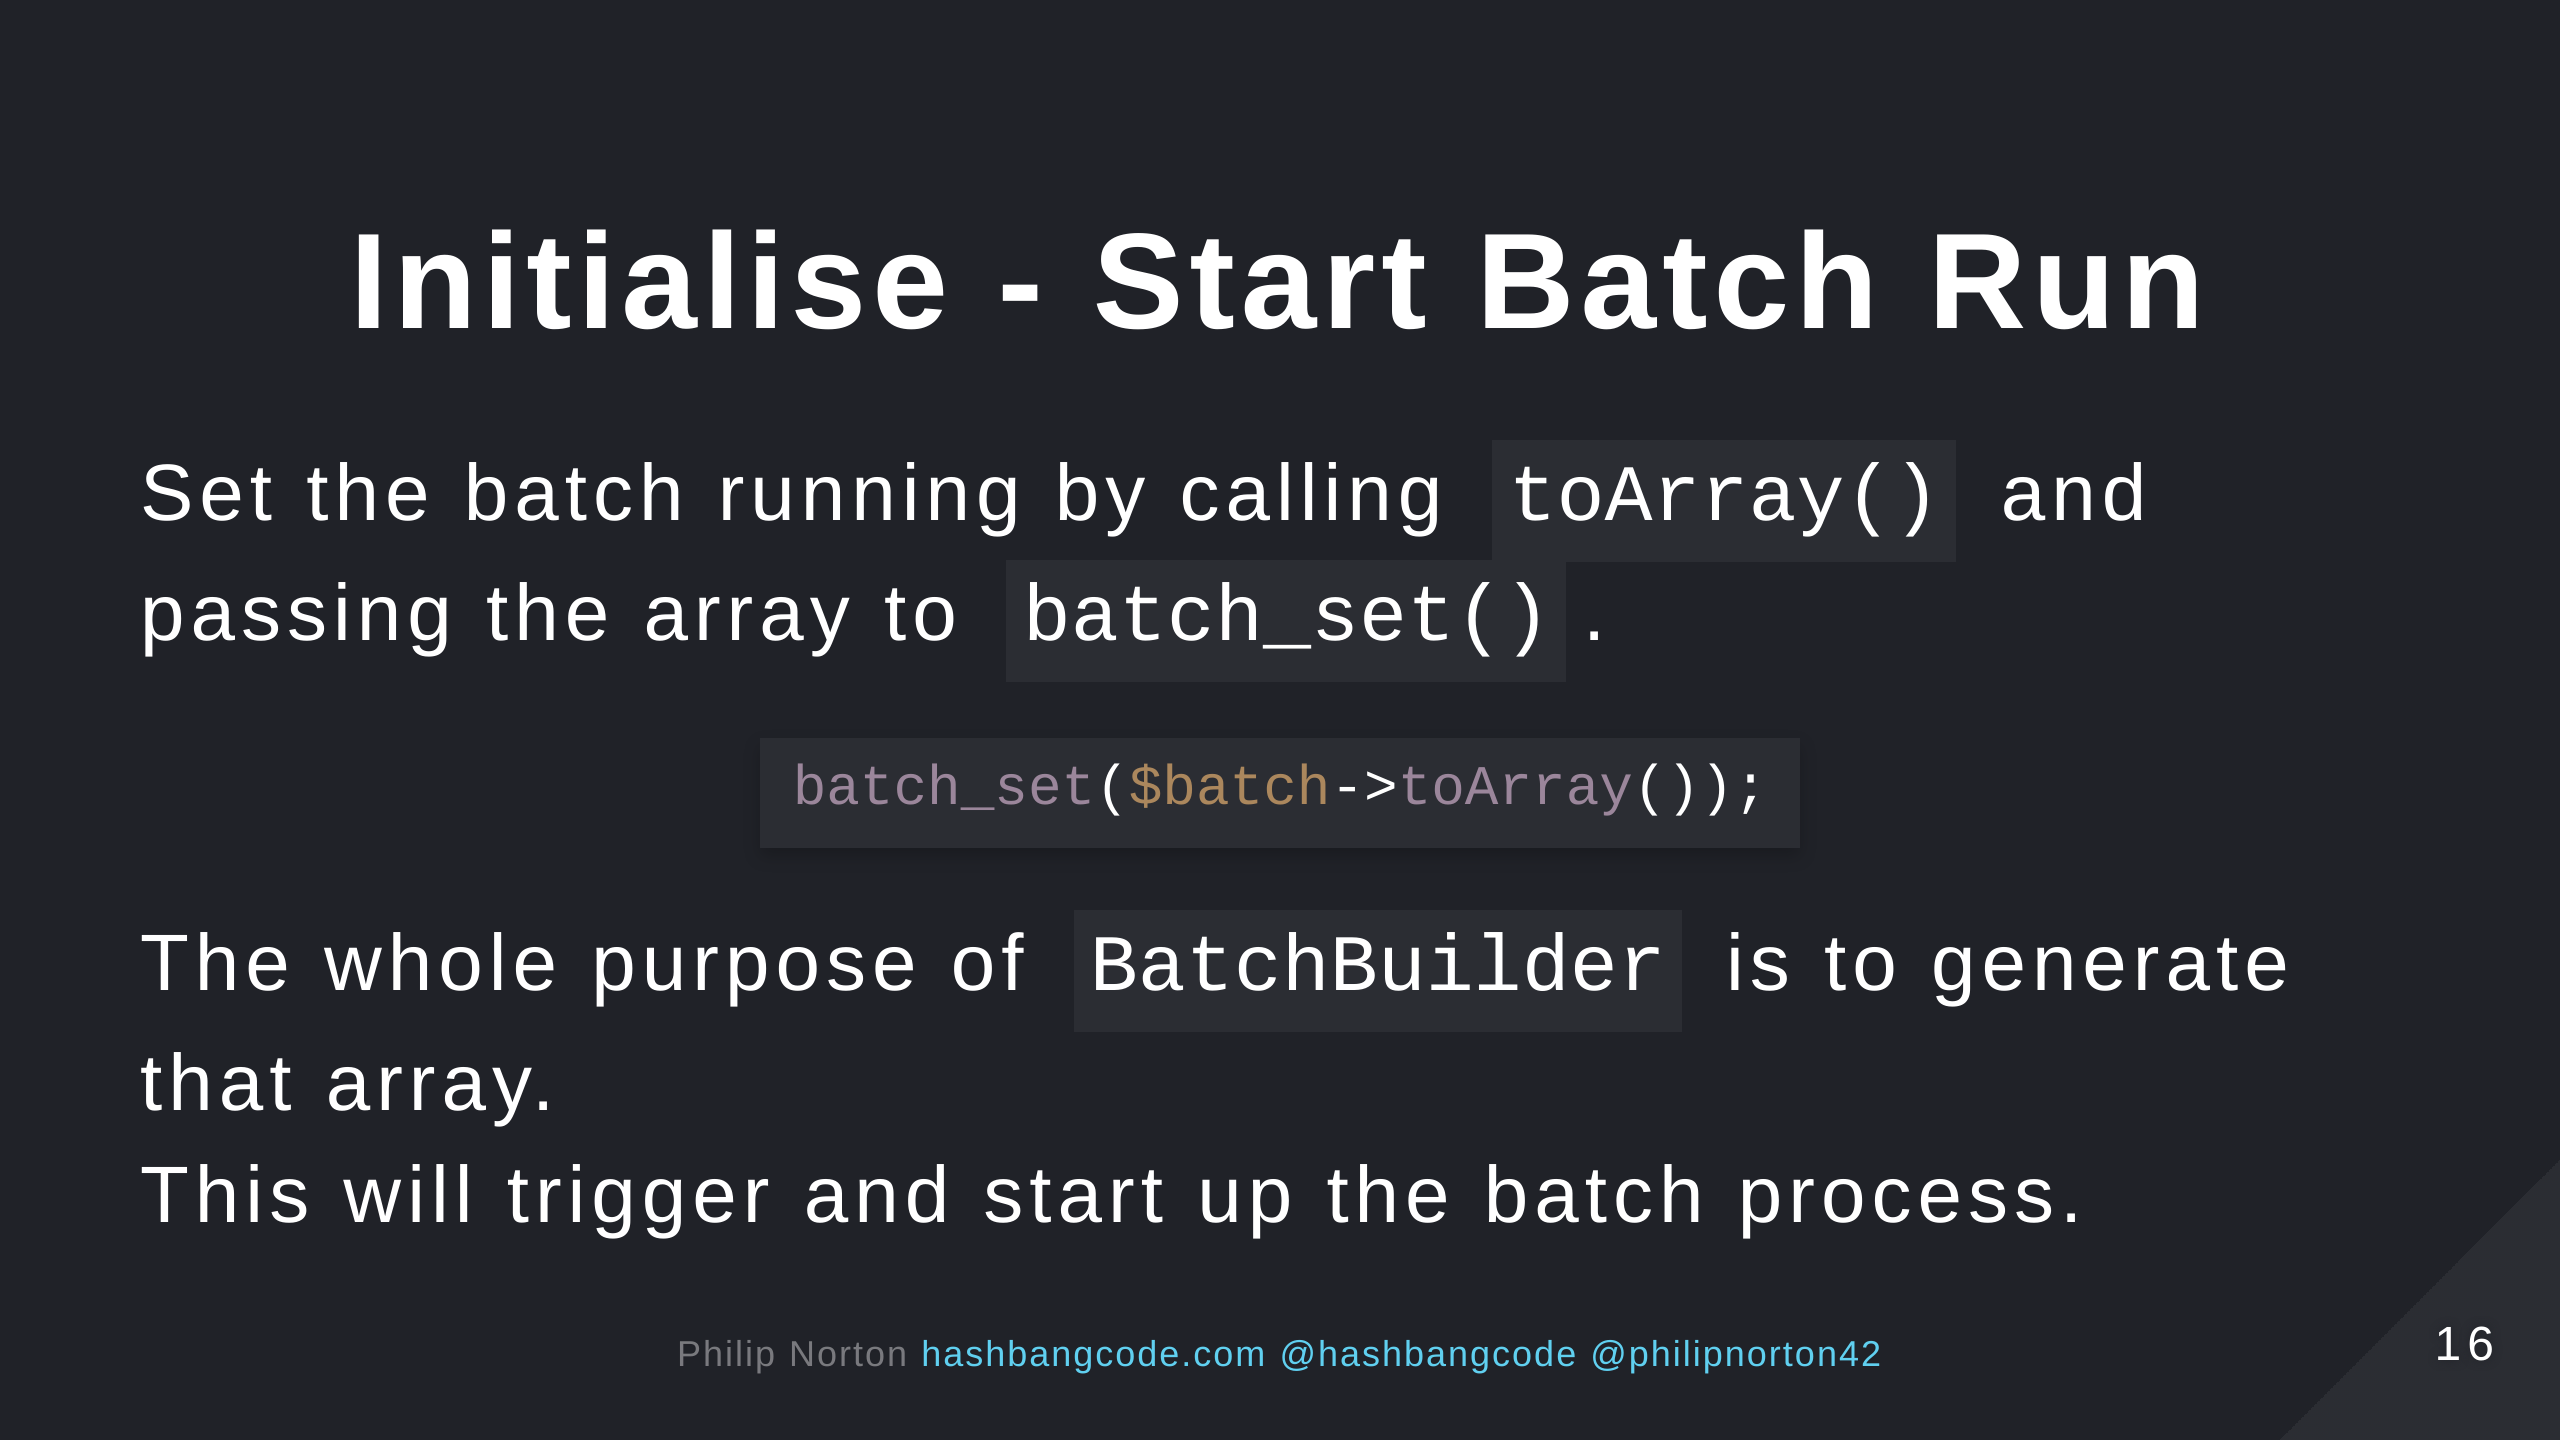 Initialise - Start Batch Run
Set the batch running by calling toArray() and
passing the array to batch_set() .
batch_set($batch->toArray());
The whole purpose of BatchBuilder is to generate
that array.
This will trigger and start up the batch process.
Philip Norton hashbangcode.com @hashbangcode @philipnorton42
16